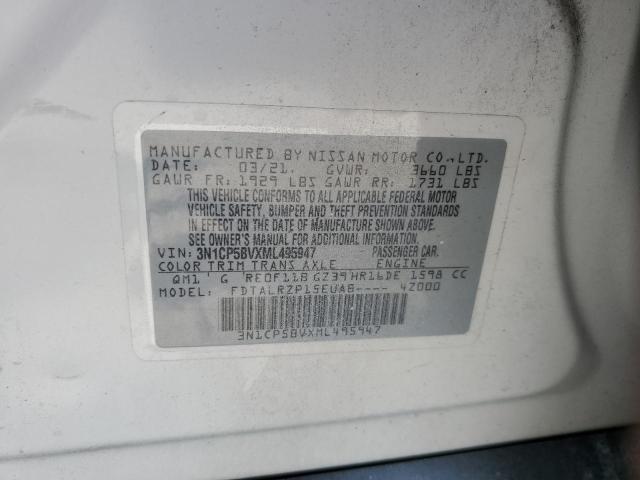 MANUFACTURED BY NISSAN MOTOR CO.,LTD.
DATE: 03/21. GVWR: 3660 LBS
GAWR FR: 1929 LBS GAWR RR: 1731 LBS
THIS VEHICLE CONFORMS TO ALL APPLICABLE FEDERAL MOTOR
VEHICLE SAFETY, BUMPER AND THEFT PREVENTION STANDARDS
IN EFFECT ON THE DATE OF MANUFACTURE SHOWN ABOVE.
SEE OWNER'S MANUAL FOR ADDITIONAL INFORMATION.
VIN: 3N1CP5BVXML495947 PASSENGER CAR.
COLOR TRIM TRANS AXLE ENGINE
QM1 G RE0F11B GZ39 HR16DE 1598 CC
MODEL: FDTALRZP15EUAB---- 4Z000
3N1CP5BVXML495947